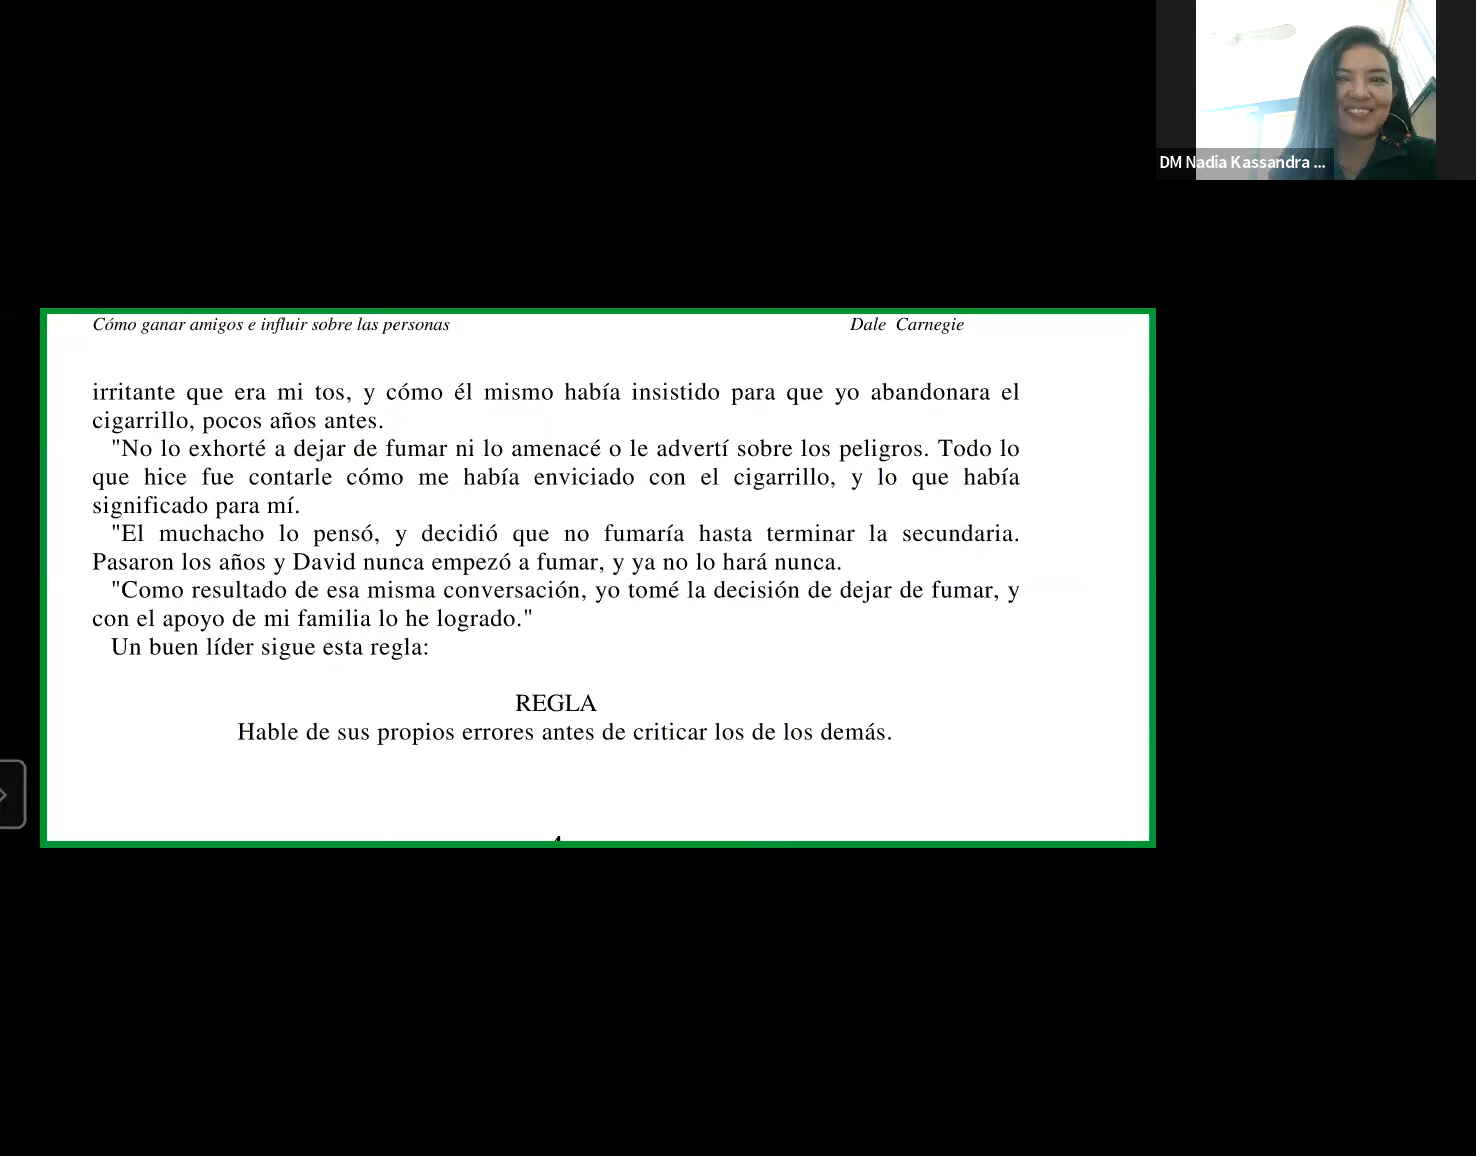 DM Nadia Kassandra ...
Cómo ganar amigos e influir sobre las personas Dale Carnegie
irritante que era mi tos, y cómo él mismo había insistido para que yo abandonara el
cigarrillo, pocos años antes.
"No lo exhorté a dejar de fumar ni lo amenacé o le advertí sobre los peligros. Todo lo
que hice fue contarle cómo me había enviciado con el cigarrillo, y lo que había
significado para mí.
"El muchacho lo pensó, y decidió que no fumaría hasta terminar la secundaria.
Pasaron los años y David nunca empezó a fumar, y ya no lo hará nunca.
"Como resultado de esa misma conversación, yo tomé la decisión de dejar de fumar, y
con el apoyo de mi familia lo he logrado."
Un buen líder sigue esta regla:
REGLA
Hable de sus propios errores antes de criticar los de los demás.